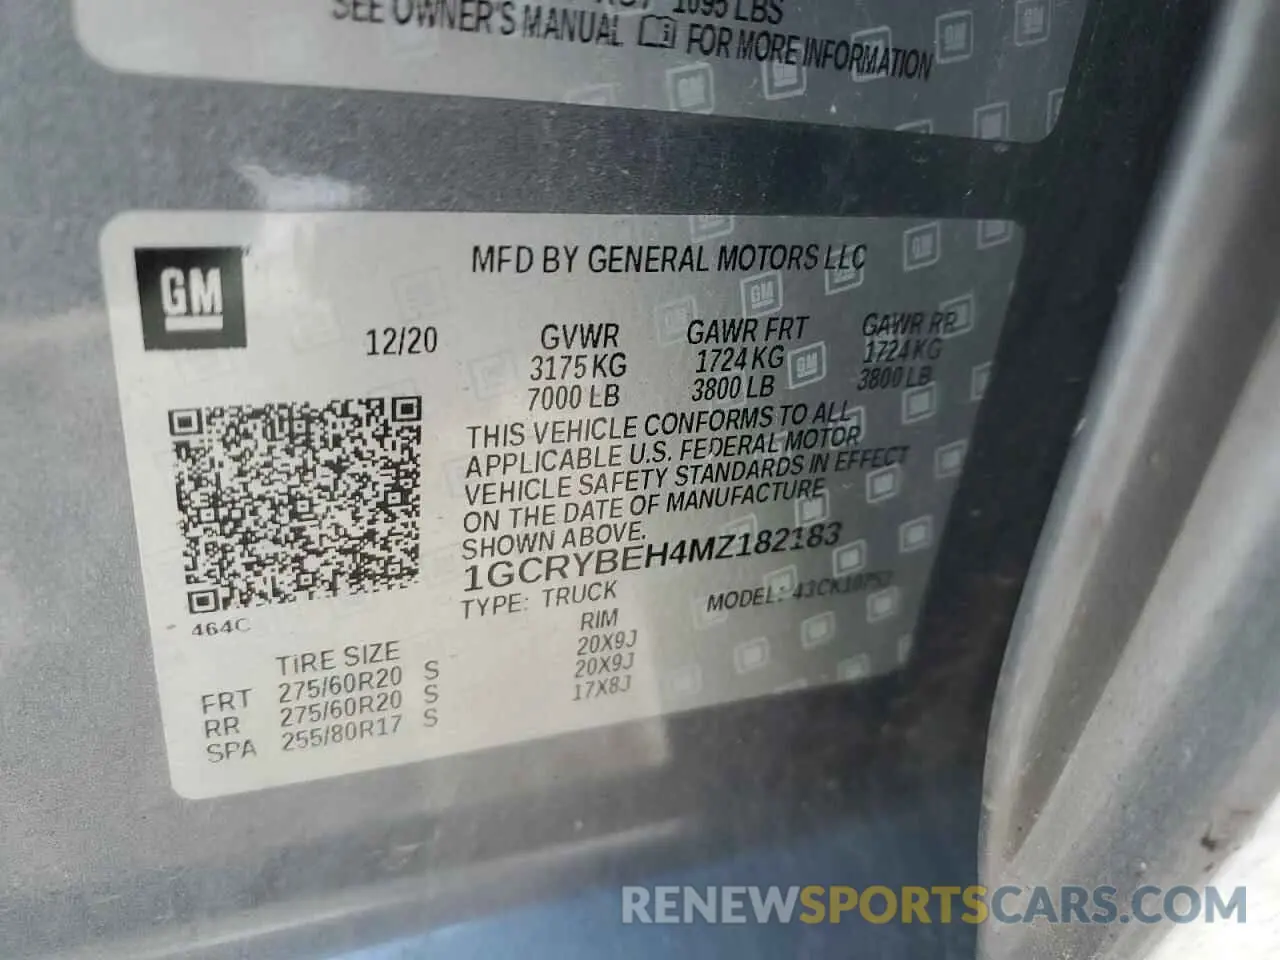 1095 LBS
SEE OWNER'S MANUAL FOR MORE INFORMATION
GM
MFD BY GENERAL MOTORS LLC
12/20
GVWR GAWR FRT GAWR RR
3175 KG 1724 KG 1724 KG
7000 LB 3800 LB 3800 LB
THIS VEHICLE CONFORMS TO ALL
APPLICABLE U.S. FEDERAL MOTOR
VEHICLE SAFETY STANDARDS IN EFFECT
ON THE DATE OF MANUFACTURE
SHOWN ABOVE.
1GCRYBEH4MZ182183
TYPE: TRUCK MODEL:
464C
TIRE SIZE RIM
FRT 275/60R20 S 20X9J
RR 275/60R20 S 20X9J
SPA 255/80R17 S 17X8J
RENEWSPORTSCARS.COM